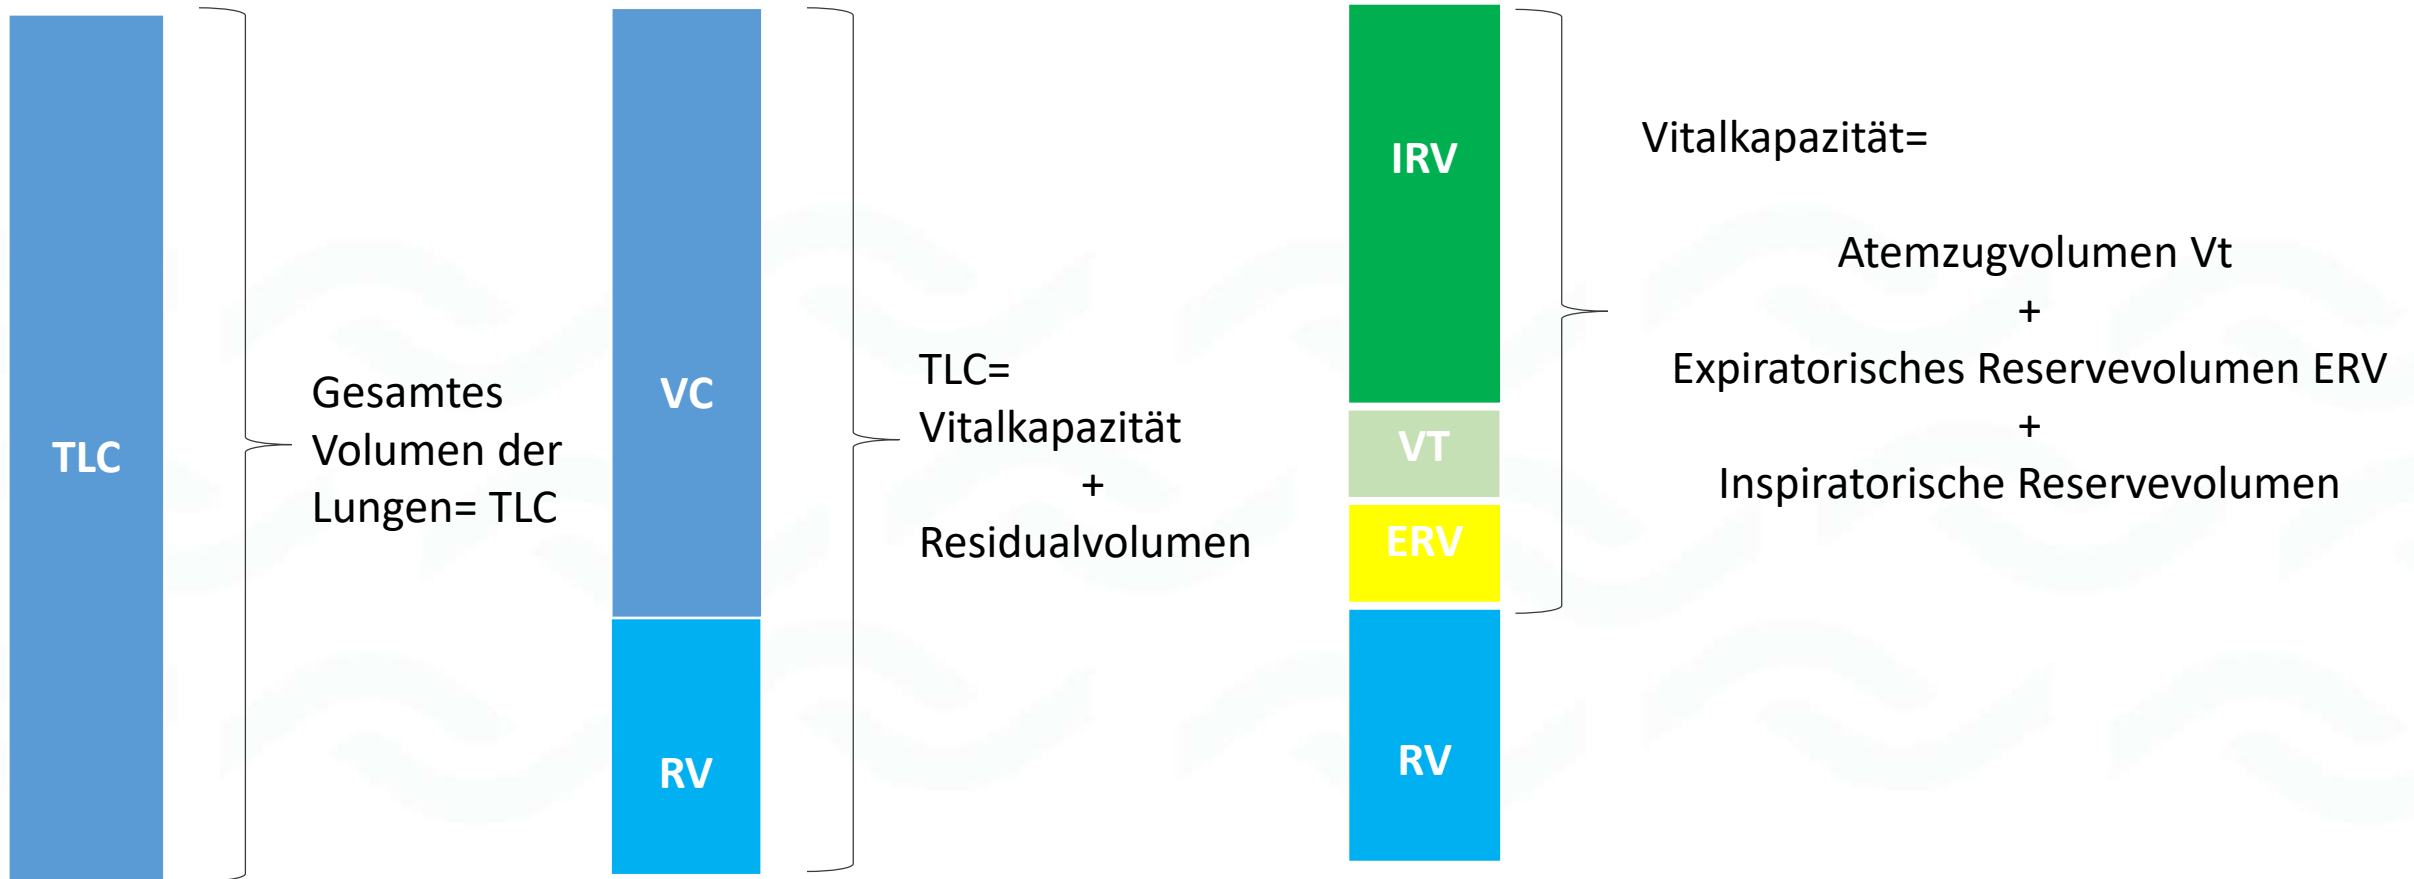 TLC
Gesamtes
Volumen der
Lungen= TLC
VC
RV
TLC=
Vitalkapazität
+
Residualvolumen
IRV
VT
ERV
RV
Vitalkapazität=
Atemzugvolumen Vt
+
Expiratorisches Reservevolumen ERV
+
Inspiratorische Reservevolumen